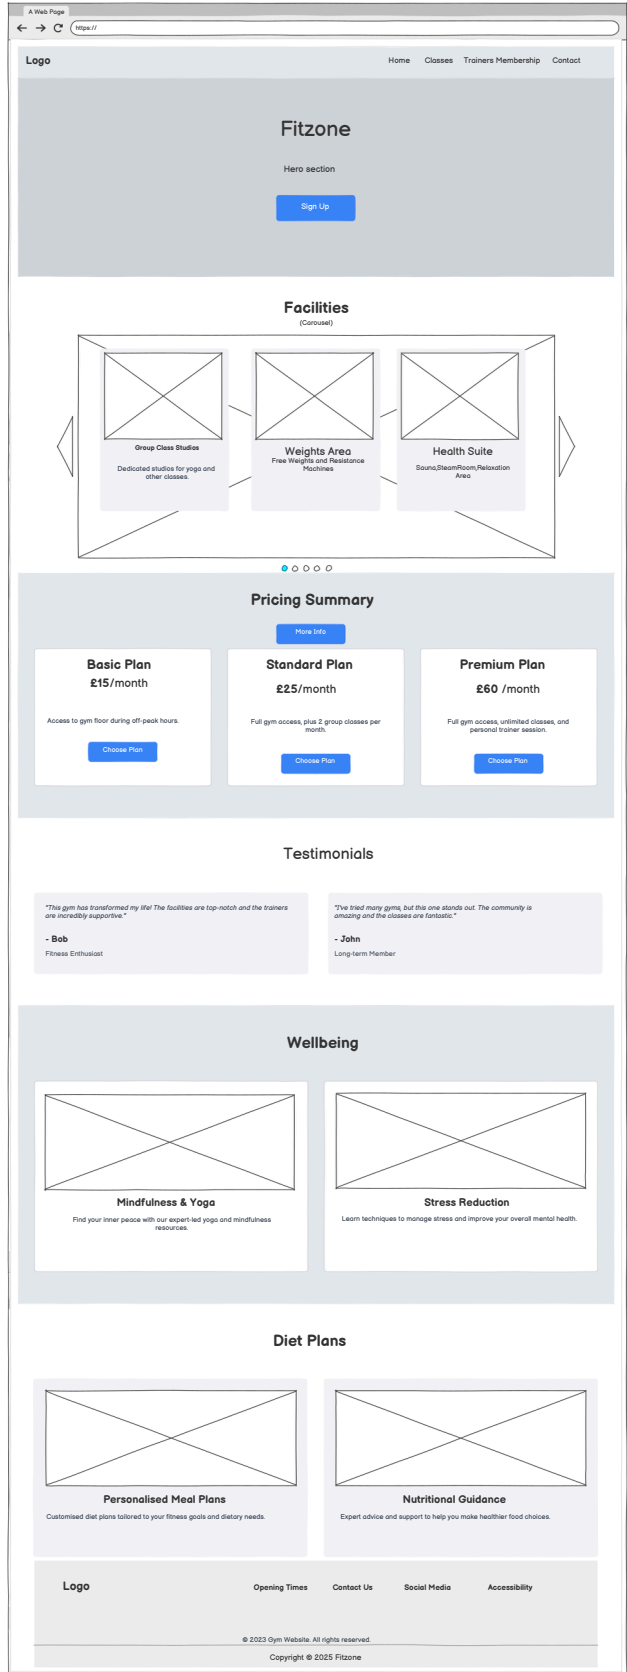 A Web Page
https://
Logo
Home Classes Trainers Membership Contact
Fitzone
Hero section
Sign Up
Facilities
(Carousel)
Group Class Studios
Dedicated studios for yoga and
other classes.
Weights Area
Free Weights and Resistance
Machines
Health Suite
Sauna,SteamRoom,Relaxation
Area
Pricing Summary
More Info
Basic Plan
£15/month
Access to gym floor during off-peak hours.
Choose Plan
Standard Plan
£25/month
Full gym access, plus 2 group classes per
month.
Choose Plan
Premium Plan
£60 /month
Full gym access, unlimited classes, and
personal trainer session.
Choose Plan
Testimonials
"This gym has transformed my life! The facilities are top-notch and the trainers
are incredibly supportive."
- Bob
Fitness Enthusiast
"I've tried many gyms, but this one stands out. The community is
amazing and the classes are fantastic."
- John
Long-term Member
Wellbeing
Mindfulness & Yoga
Find your inner peace with our expert-led yoga and mindfulness
resources.
Stress Reduction
Learn techniques to manage stress and improve your overall mental health.
Diet Plans
Personalised Meal Plans
Customised diet plans tailored to your fitness goals and dietary needs.
Nutritional Guidance
Expert advice and support to help you make healthier food choices.
Logo
Opening Times Contact Us Social Media Accessibility
© 2023 Gym Website. All rights reserved.
Copyright © 2025 Fitzone